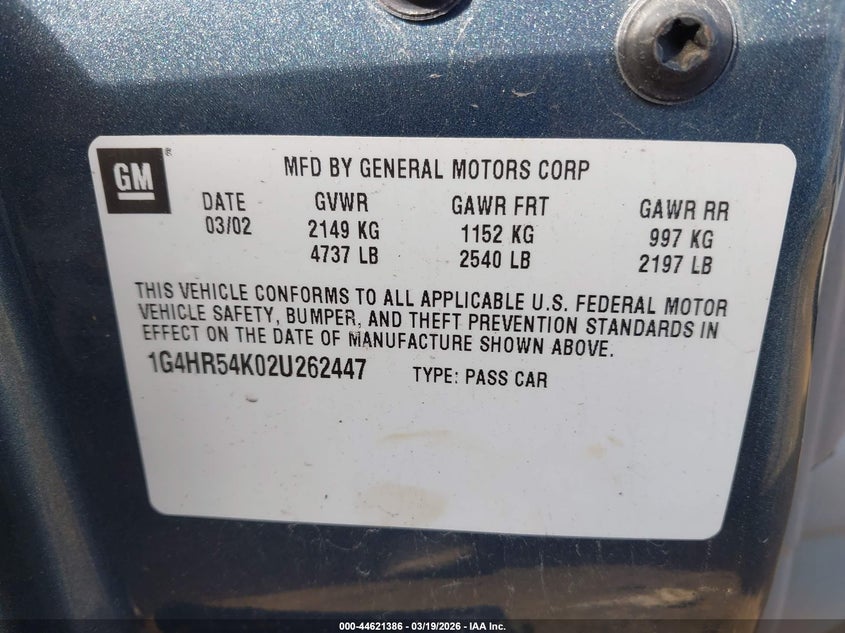 GM
MFD BY GENERAL MOTORS CORP
DATE GVWR GAWR FRT GAWR RR
03/02 2149 KG 1152 KG 997 KG
4737 LB 2540 LB 2197 LB
THIS VEHICLE CONFORMS TO ALL APPLICABLE U.S. FEDERAL MOTOR
VEHICLE SAFETY, BUMPER, AND THEFT PREVENTION STANDARDS IN
EFFECT ON THE DATE OF MANUFACTURE SHOWN ABOVE.
1G4HR54K02U262447 TYPE: PASS CAR
000-44621386 - 03/19/2026 - IAA Inc.